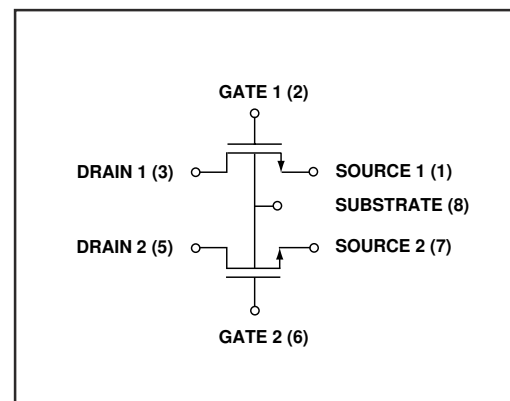 GATE 1 (2)
DRAIN 1 (3)
SOURCE 1 (1)
SUBSTRATE (8)
DRAIN 2 (5)
SOURCE 2 (7)
GATE 2 (6)